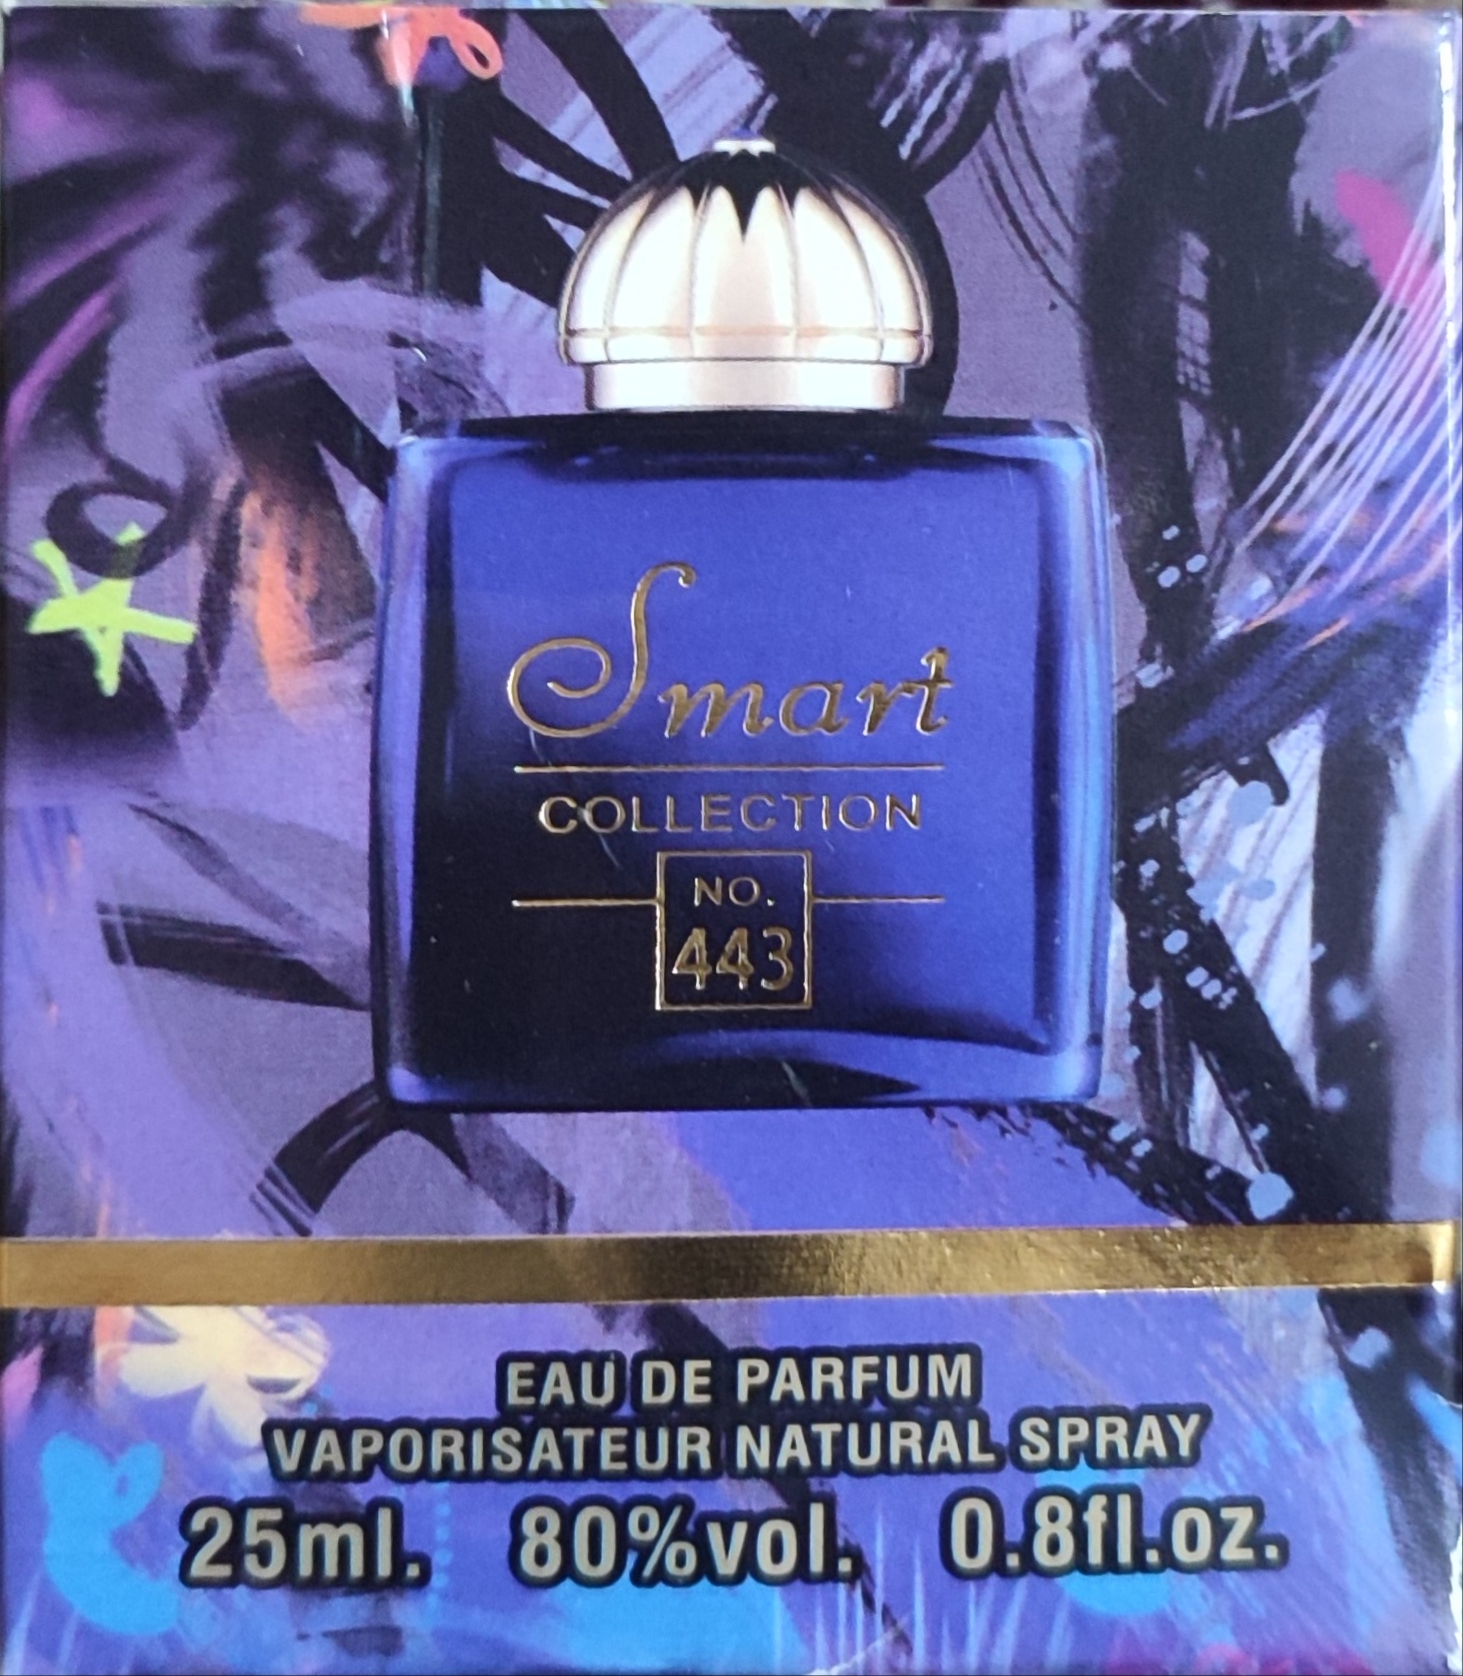 Smart
COLLECTION
NO.
443
EAU DE PARFUM
VAPORISATEUR NATURAL SPRAY
25ml. 80%vol. 0.8fl.oz.